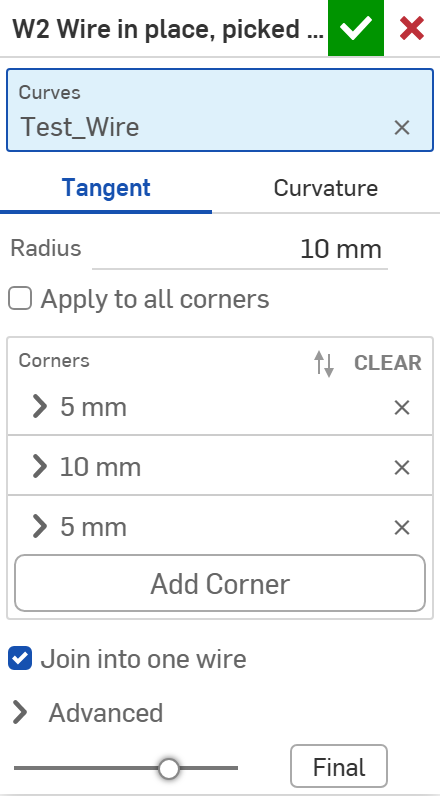 W2 Wire in place, picked ...
Curves
Test_Wire
Tangent Curvature
Radius 10 mm
Apply to all corners
Corners CLEAR
5 mm
10 mm
5 mm
Add Corner
Join into one wire
Advanced
Final